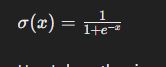 σ(x) = 1/(1+e^{-x})